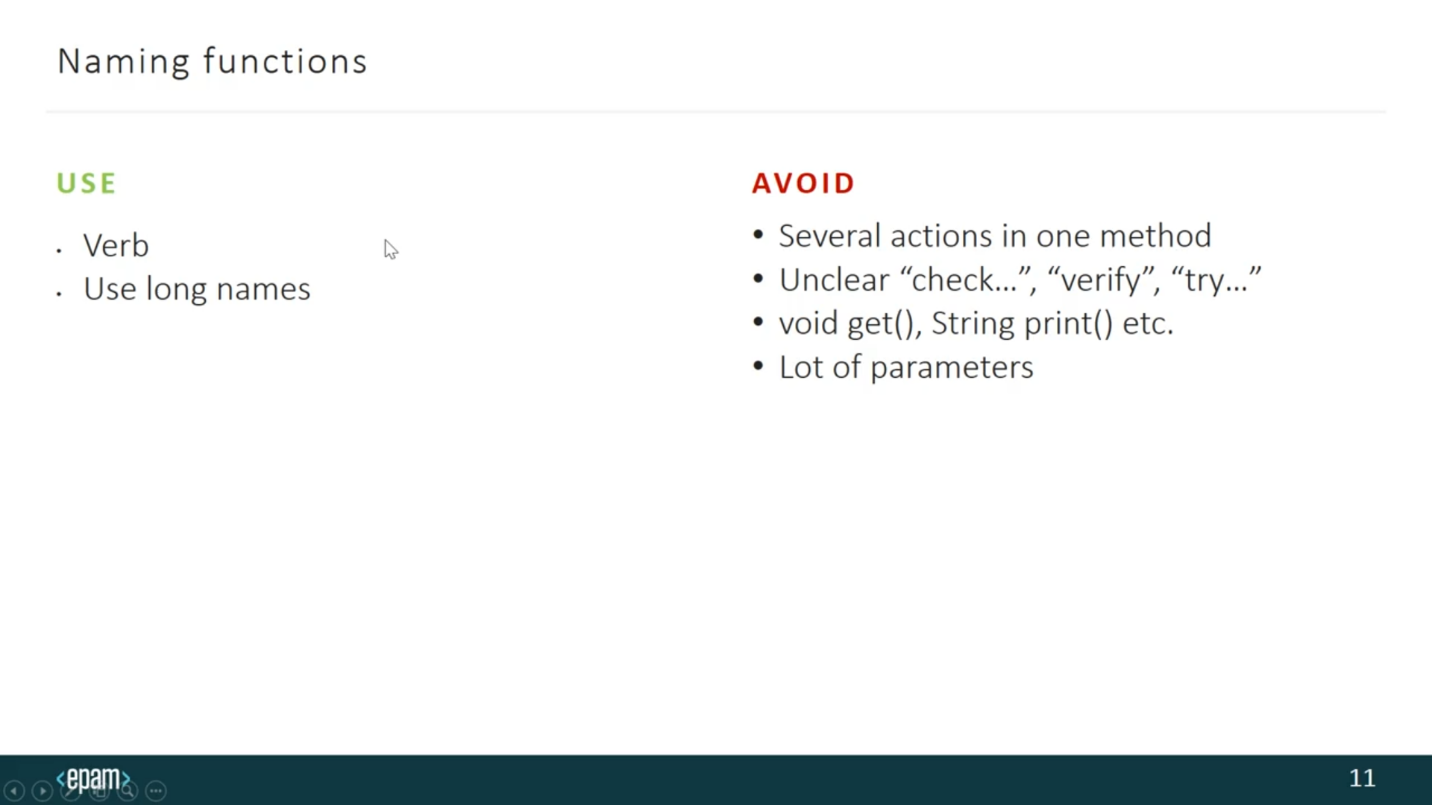 Naming functions
USE
• Verb
• Use long names
AVOID
• Several actions in one method
• Unclear “check...”, “verify”, “try...”
• void get(), String print() etc.
• Lot of parameters
<epam>
11